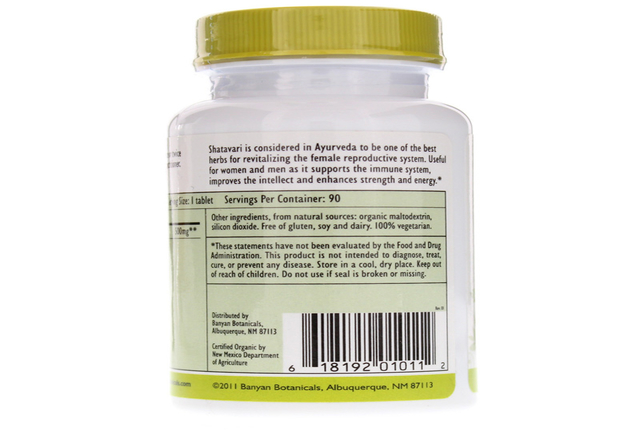 Shatavari is considered in Ayurveda to be one of the best
herbs for revitalizing the female reproductive system. Useful
for women and men as it supports the immune system,
improves the intellect and enhances strength and energy.*
Size: 1 tablet Servings Per Container: 90
Other ingredients, from natural sources: organic maltodextrin,
silicon dioxide. Free of gluten, soy and dairy. 100% vegetarian.
*These statements have not been evaluated by the Food and Drug
Administration. This product is not intended to diagnose, treat,
cure, or prevent any disease. Store in a cool, dry place. Keep out
of reach of children. Do not use if seal is broken or missing.
Distributed by
Banyan Botanicals,
Albuquerque, NM 87113
Certified Organic by
New Mexico Department
of Agriculture
6 18192 01011 2
©2011 Banyan Botanicals, Albuquerque, NM 87113